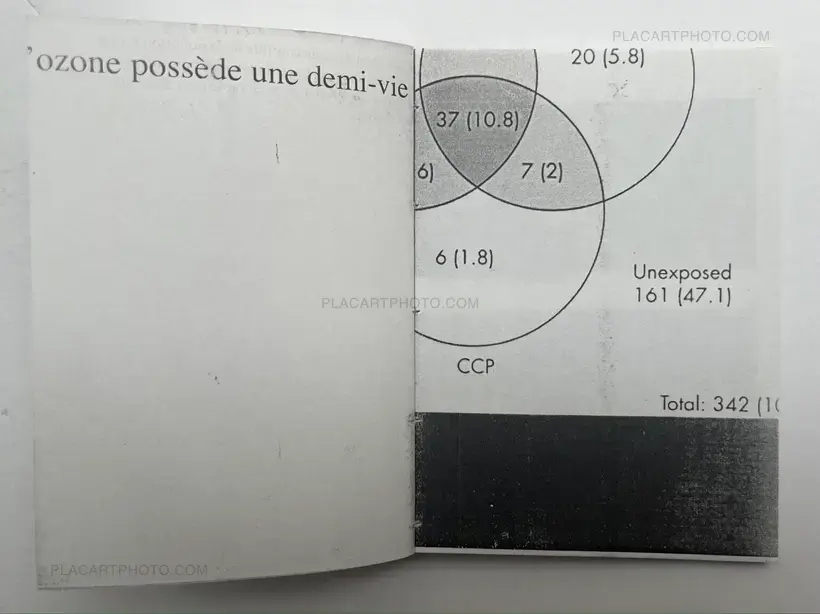 PLACARTPHOTO.COM
'ozone possède une demi-vie
20 (5.8)
37 (10.8)
6)
7 (2)
6 (1.8)
Unexposed
161 (47.1)
PLACARTPHOTO.COM
CCP
Total: 342 (10
PLACARTPHOTO.COM